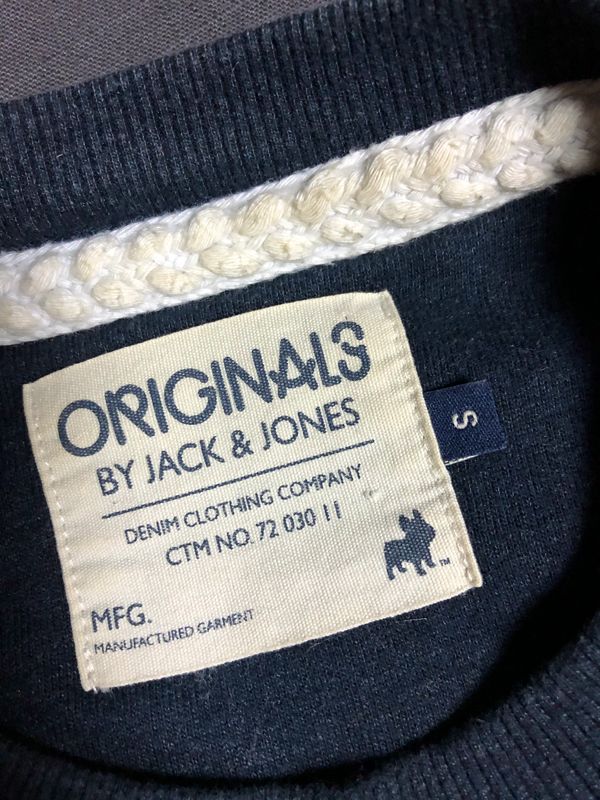 ORIGINALS
BY JACK & JONES
DENIM CLOTHING COMPANY
CTM NO. 72 030 11
TM
MFG.
MANUFACTURED GARMENT
S